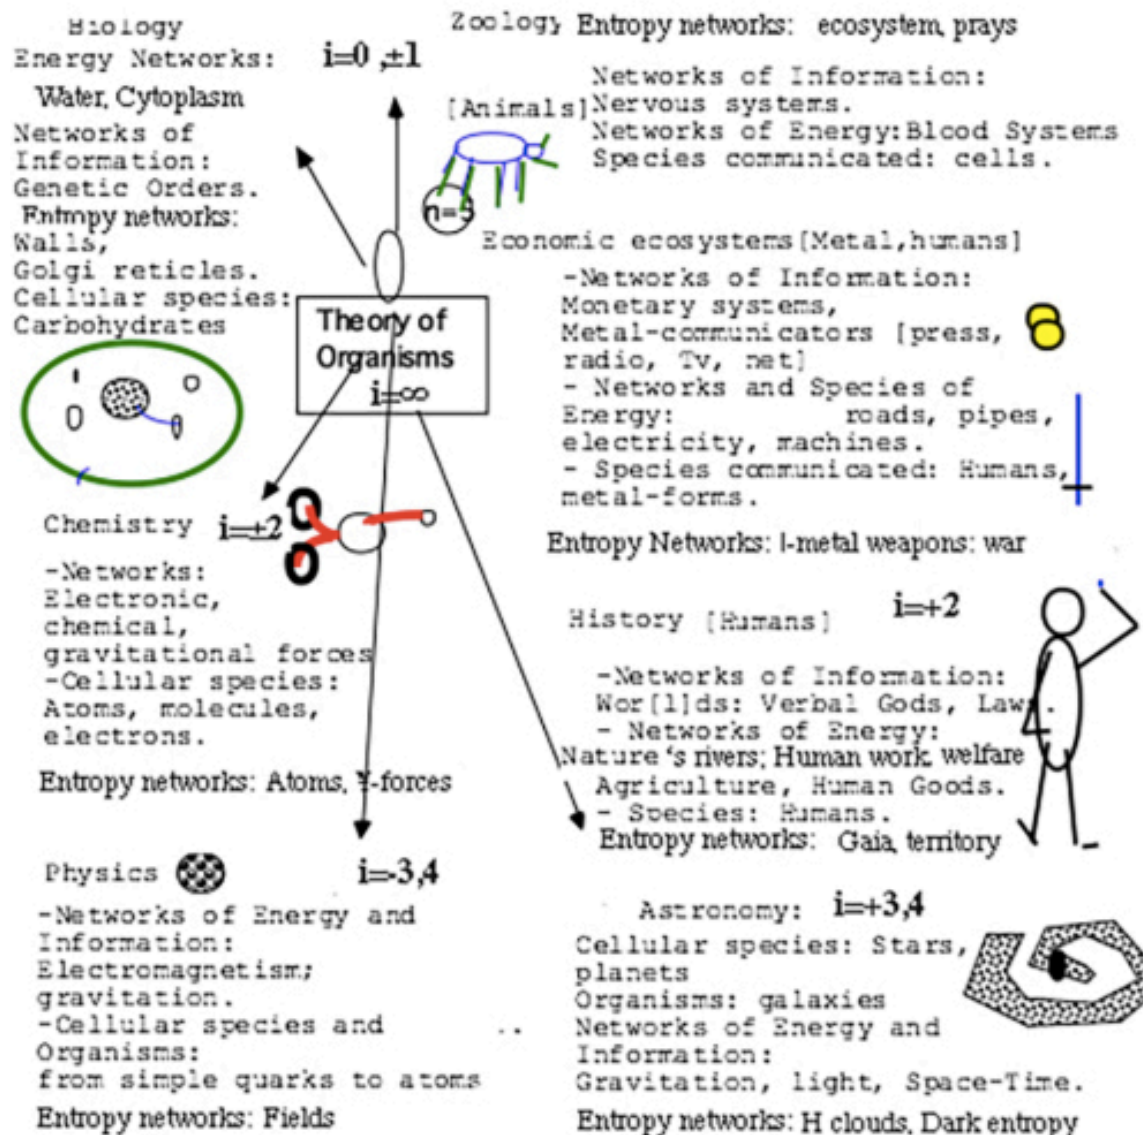 Biology
Energy Networks: i=0 ,±1
Water, Cytoplasm
Networks of
Information:
Genetic Orders.
Entropy networks:
Walls,
Golgi reticles.
Cellular species:
Carbohydrates
Zoology Entropy networks: ecosystem, prays
Networks of Information:
[Animals] Nervous systems.
Networks of Energy:Blood Systems
Species communicated: cells.
n=5
Economic ecosystems[Metal,humans]
-Networks of Information:
Monetary systems,
Metal-communicators [press,
radio, Tv, net]
- Networks and Species of
Energy: roads, pipes,
electricity, machines.
- Species communicated: Humans,
metal-forms.
Entropy Networks: I-metal weapons: war
Theory of
Organisms
i=∞
Chemistry i=±2
-Networks:
Electronic,
chemical,
gravitational forces
-Cellular species:
Atoms, molecules,
electrons.
Entropy networks: Atoms, ¥-forces
History [Humans] i=+2
-Networks of Information:
Wor[l]ds: Verbal Gods, Laws.
- Networks of Energy:
Nature's rivers; Human work, welfare
Agriculture, Human Goods.
- Species: Humans.
Entropy networks: Gaia, territory
Physics i=-3,4
-Networks of Energy and
Information:
Electromagnetism;
gravitation.
-Cellular species and ..
Organisms:
from simple quarks to atoms
Entropy networks: Fields
Astronomy: i=+3,4
Cellular species: Stars,
planets
Organisms: galaxies
Networks of Energy and
Information:
Gravitation, light, Space-Time.
Entropy networks: H clouds, Dark entropy